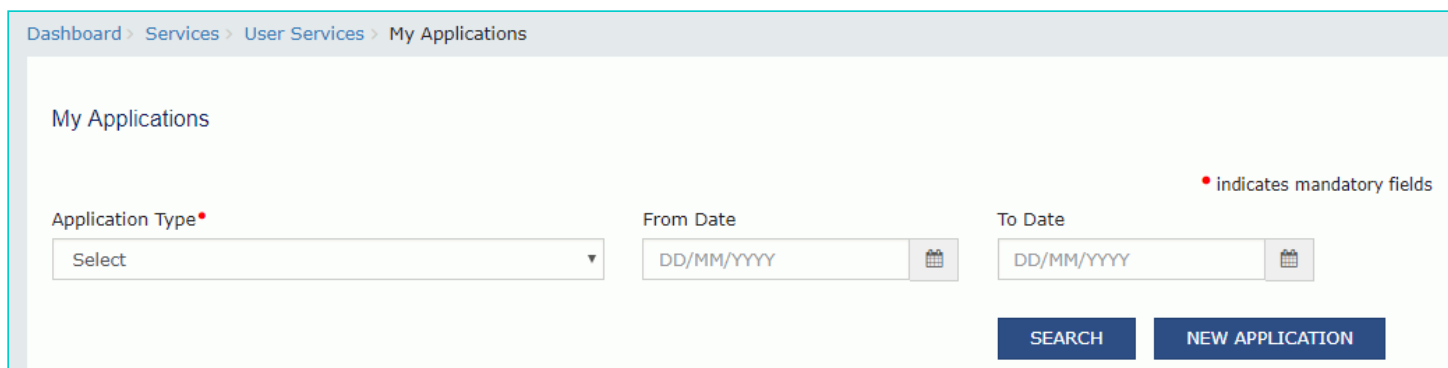 Dashboard > Services > User Services > My Applications
My Applications
• indicates mandatory fields
Application Type• From Date To Date
Select DD/MM/YYYY DD/MM/YYYY
SEARCH NEW APPLICATION